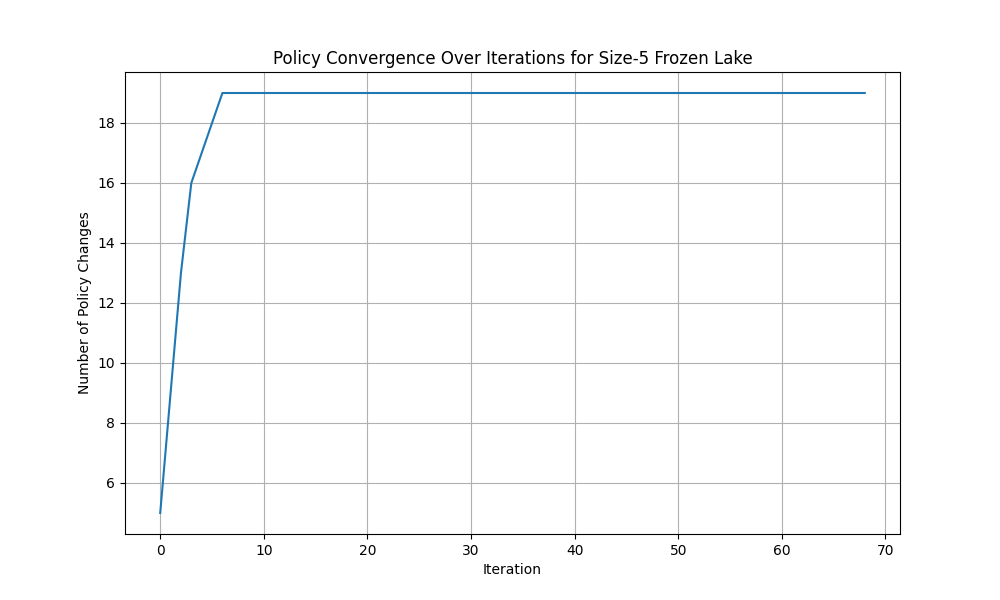 Policy Convergence Over Iterations for Size-5 Frozen Lake
Number of Policy Changes
18
16
14
12
10
8
6
0 10 20 30 40 50 60 70
Iteration